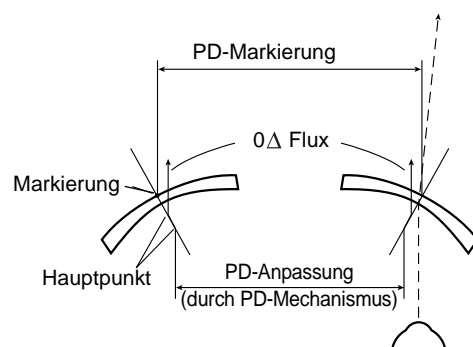 PD-Markierung
0Δ Flux
Markierung
Hauptpunkt
PD-Anpassung
(durch PD-Mechanismus)